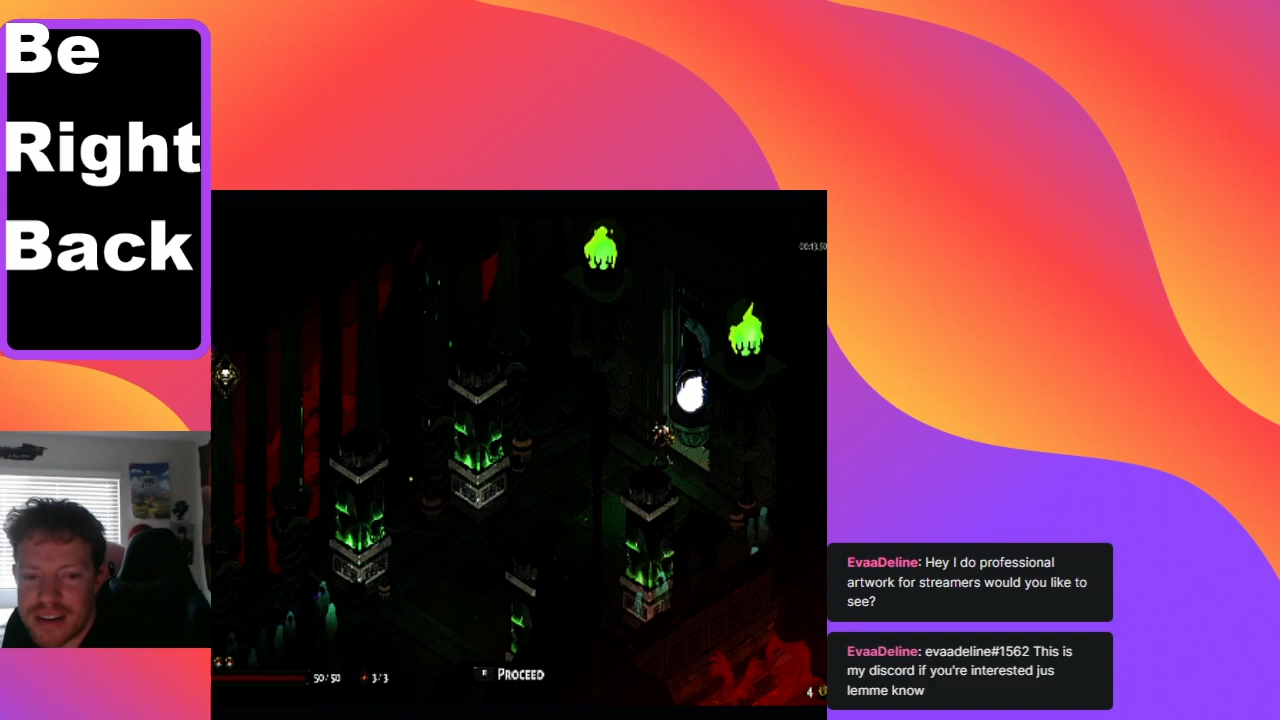 Be
Right
Back
50/50
3/3
E PROCEED
4
EvaaDeline: Hey I do professional
artwork for streamers would you like to
see?
EvaaDeline: evaadeline#1562 This is
my discord if you're interested jus
lemme know